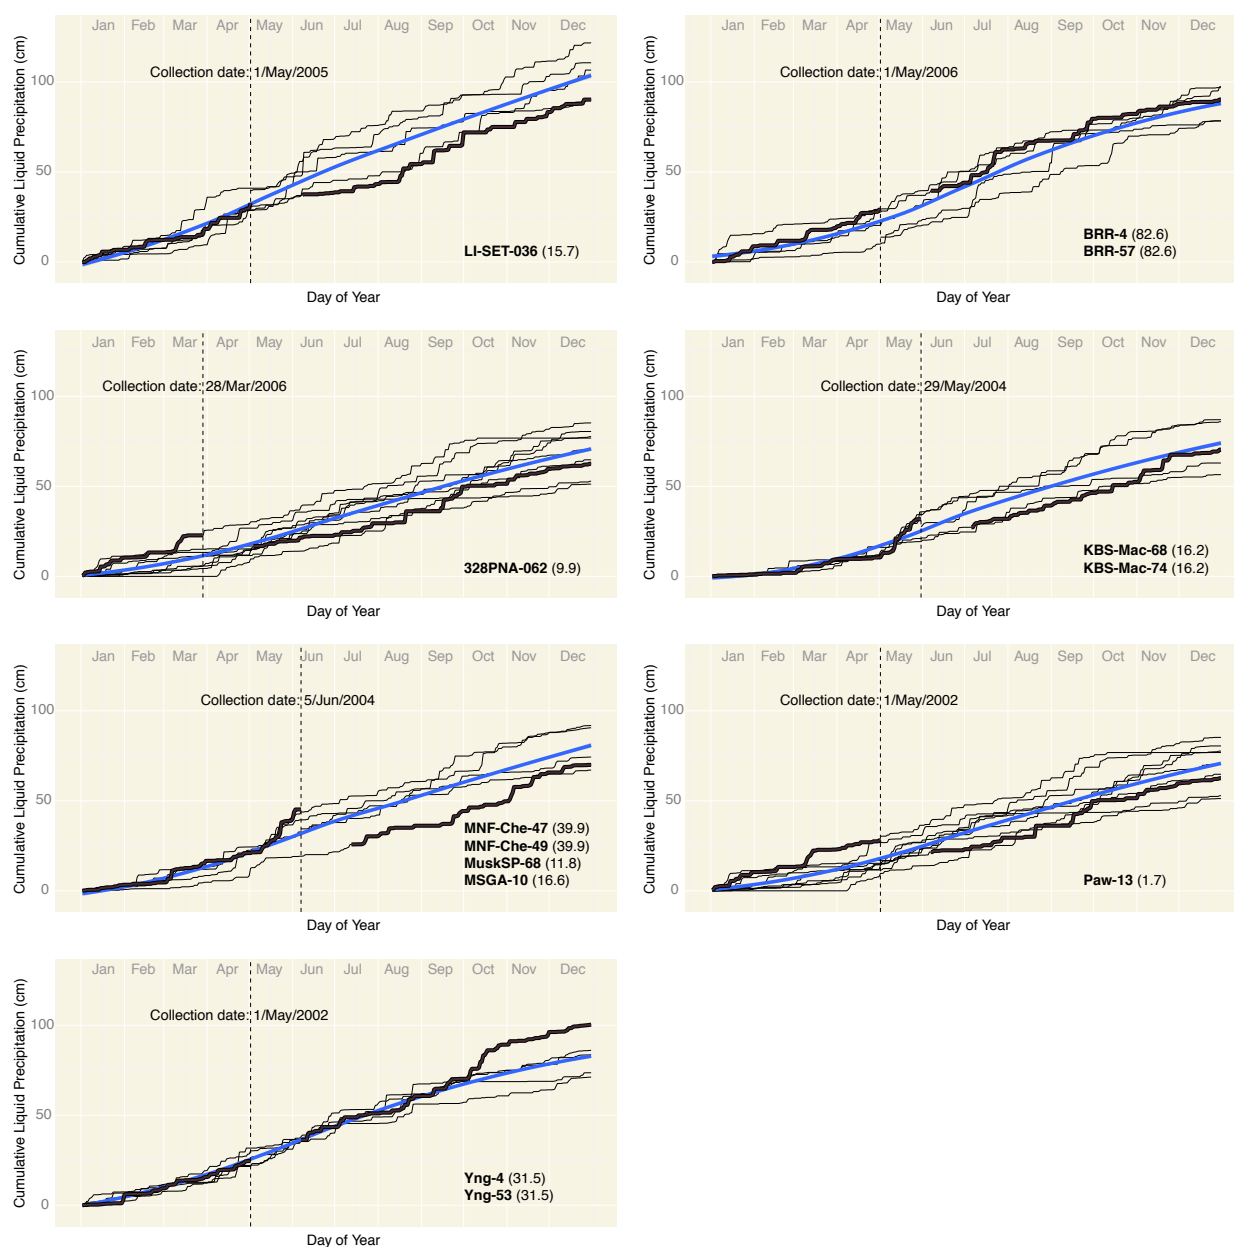 Jan Feb Mar Apr May Jun Jul Aug Sep Oct Nov Dec
Collection date: 1/May/2005
Cumulative Liquid Precipitation (cm)
100
50
0
LI-SET-036 (15.7)
Day of Year
Jan Feb Mar Apr May Jun Jul Aug Sep Oct Nov Dec
Collection date: 1/May/2006
Cumulative Liquid Precipitation (cm)
100
50
0
BRR-4 (82.6)
BRR-57 (82.6)
Day of Year
Jan Feb Mar Apr May Jun Jul Aug Sep Oct Nov Dec
Collection date: 28/Mar/2006
Cumulative Liquid Precipitation (cm)
100
50
0
328PNA-062 (9.9)
Day of Year
Jan Feb Mar Apr May Jun Jul Aug Sep Oct Nov Dec
Collection date: 29/May/2004
Cumulative Liquid Precipitation (cm)
100
50
0
KBS-Mac-68 (16.2)
KBS-Mac-74 (16.2)
Day of Year
Jan Feb Mar Apr May Jun Jul Aug Sep Oct Nov Dec
Collection date: 5/Jun/2004
Cumulative Liquid Precipitation (cm)
100
50
0
MNF-Che-47 (39.9)
MNF-Che-49 (39.9)
MuskSP-68 (11.8)
MSGA-10 (16.6)
Day of Year
Jan Feb Mar Apr May Jun Jul Aug Sep Oct Nov Dec
Collection date: 1/May/2002
Cumulative Liquid Precipitation (cm)
100
50
0
Paw-13 (1.7)
Day of Year
Jan Feb Mar Apr May Jun Jul Aug Sep Oct Nov Dec
Collection date: 1/May/2002
Cumulative Liquid Precipitation (cm)
100
50
0
Yng-4 (31.5)
Yng-53 (31.5)
Day of Year